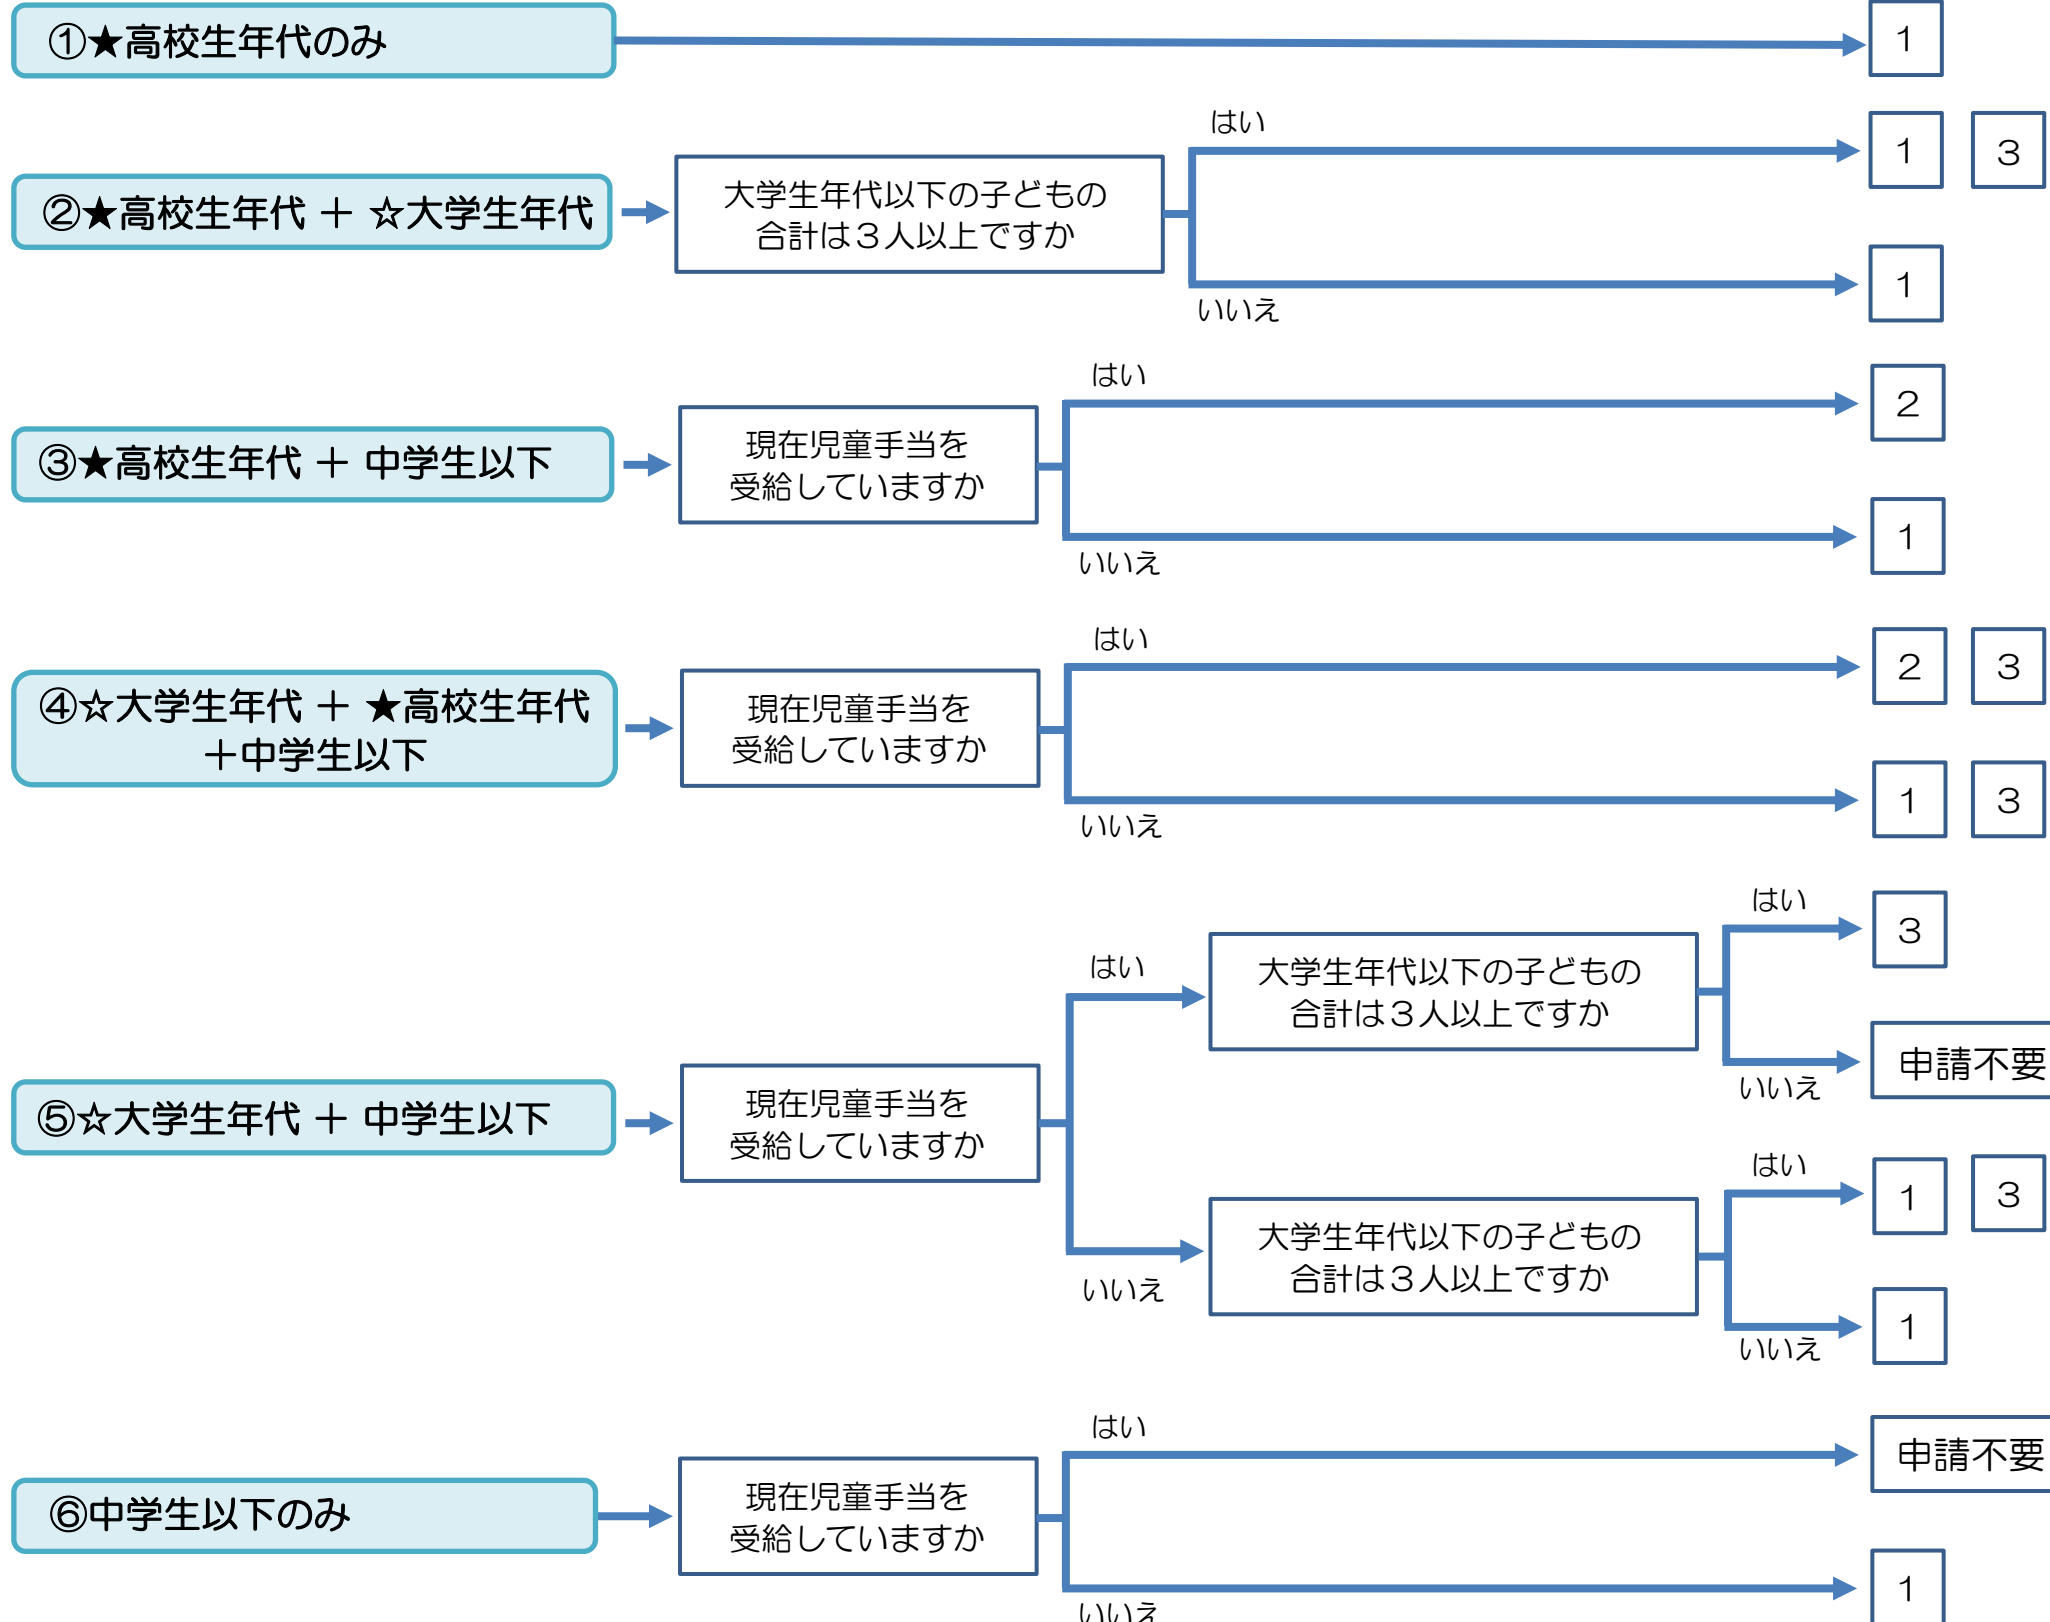 ①★高校生年代のみ
1
はい
1
3
②★高校生年代 ＋ ☆大学生年代
大学生年代以下の子どもの
合計は３人以上ですか
1
いいえ
はい
2
③★高校生年代 ＋ 中学生以下
現在児童手当を
受給していますか
1
いいえ
はい
2
3
④☆大学生年代 ＋ ★高校生年代
＋中学生以下
現在児童手当を
受給していますか
1
3
いいえ
はい
3
はい
大学生年代以下の子どもの
合計は３人以上ですか
申請不要
いいえ
⑤☆大学生年代 ＋ 中学生以下
現在児童手当を
受給していますか
はい
1
3
いいえ
大学生年代以下の子どもの
合計は３人以上ですか
1
いいえ
はい
申請不要
⑥中学生以下のみ
現在児童手当を
受給していますか
1
いいえ